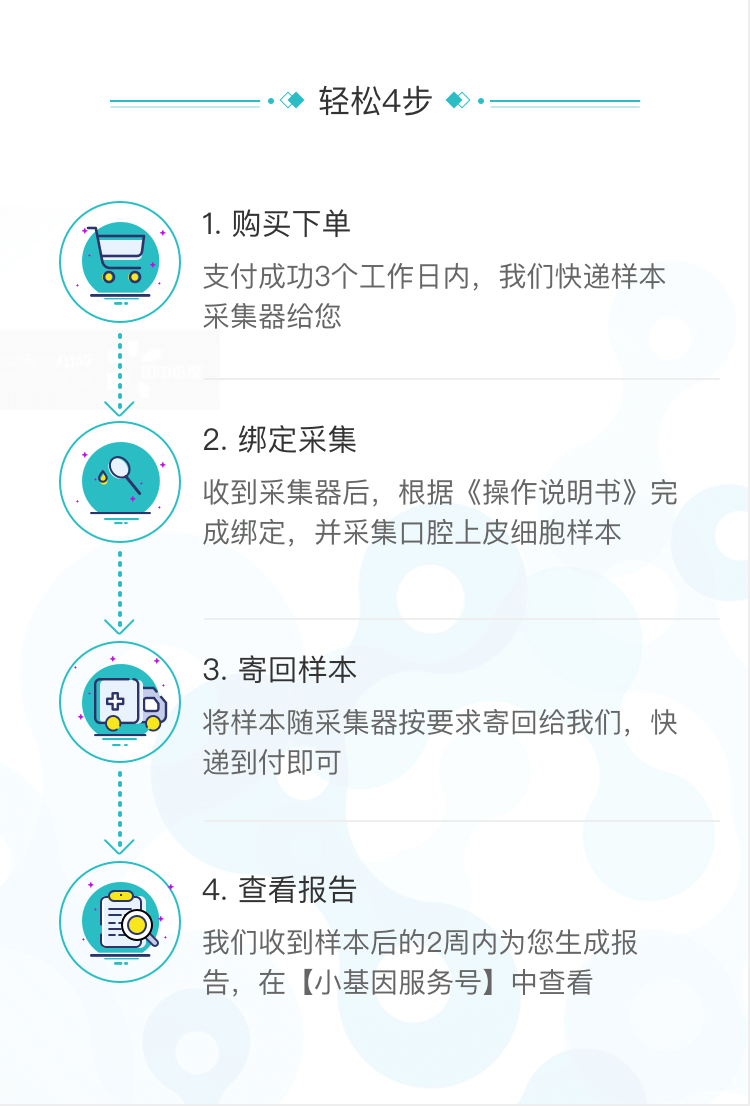 轻松4步
1. 购买下单
支付成功3个工作日内，我们快递样本
采集器给您
2. 绑定采集
收到采集器后，根据《操作说明书》完
成绑定，并采集口腔上皮细胞样本
3. 寄回样本
将样本随采集器按要求寄回给我们，快
递到付即可
4. 查看报告
我们收到样本后的2周内为您生成报
告，在【小基因服务号】中查看